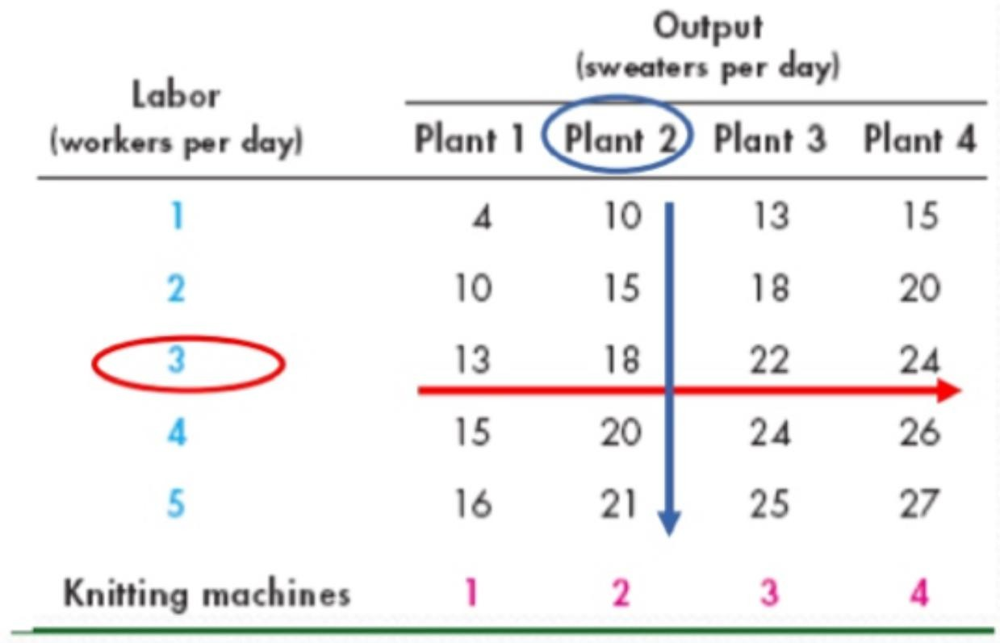 Output
(sweaters per day)
Labor
(workers per day)
Plant 1 Plant 2 Plant 3 Plant 4
1 4 10 13 15
2 10 15 18 20
3 13 18 22 24
4 15 20 24 26
5 16 21 25 27
Knitting machines 1 2 3 4